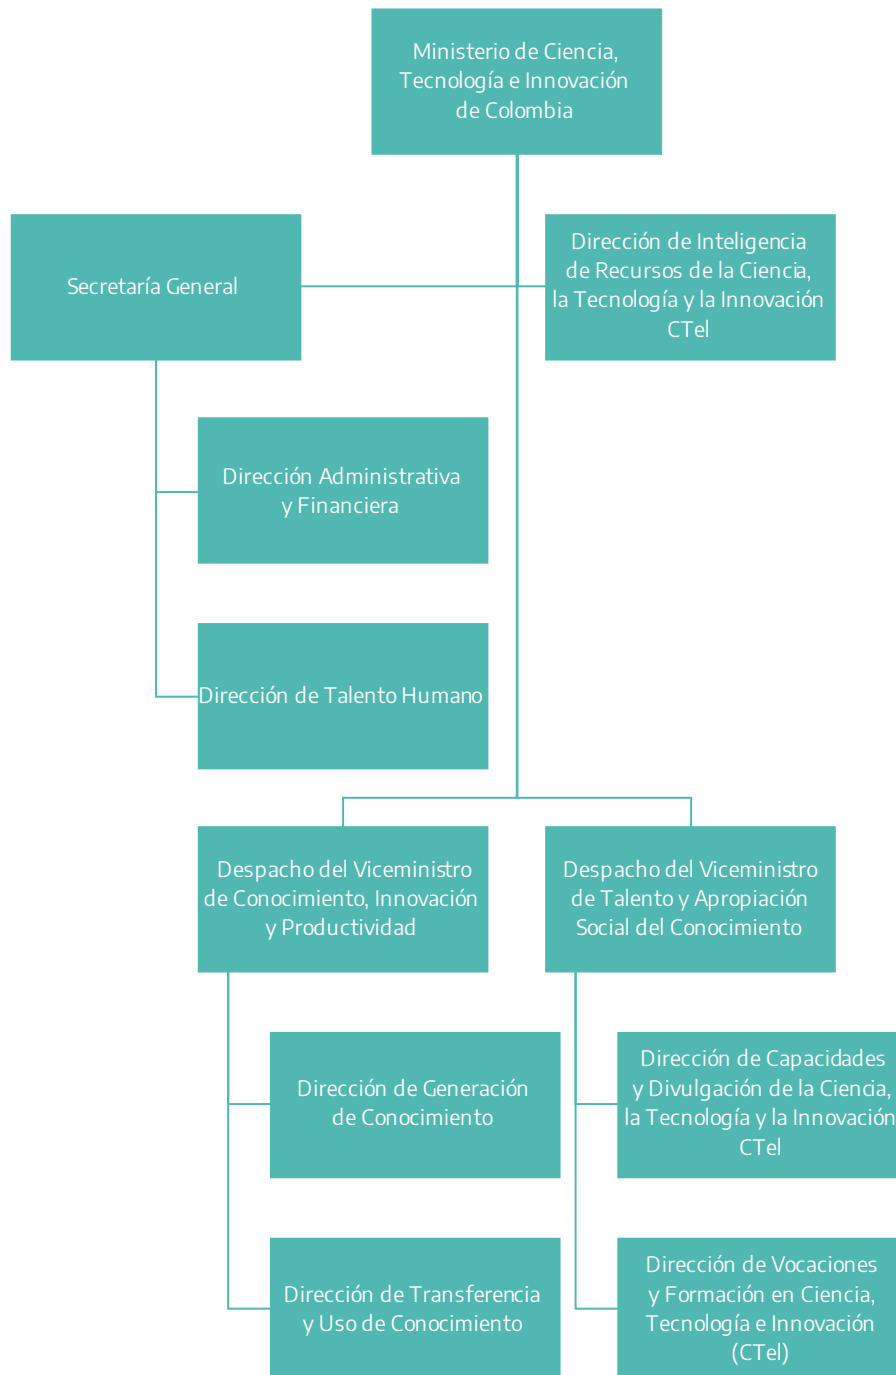 Ministerio de Ciencia,
Tecnología e Innovación
de Colombia
Secretaría General
Dirección de Inteligencia
de Recursos de la Ciencia,
la Tecnología y la Innovación
CTel
Dirección Administrativa
y Financiera
Dirección de Talento Humano
Despacho del Viceministro
de Conocimiento, Innovación
y Productividad
Despacho del Viceministro
de Talento y Apropiación
Social del Conocimiento
Dirección de Generación
de Conocimiento
Dirección de Capacidades
y Divulgación de la Ciencia,
la Tecnología y la Innovación
CTel
Dirección de Transferencia
y Uso de Conocimiento
Dirección de Vocaciones
y Formación en Ciencia,
Tecnología e Innovación
(CTel)